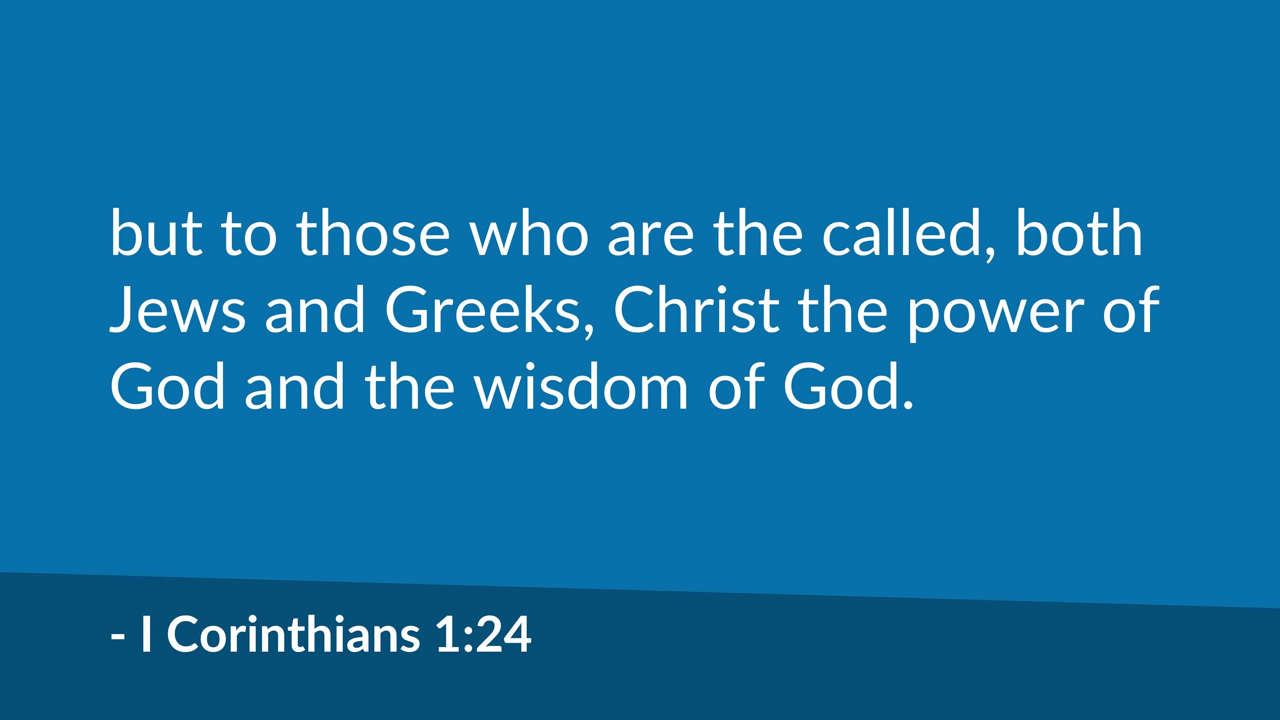 but to those who are the called, both
Jews and Greeks, Christ the power of
God and the wisdom of God.
- I Corinthians 1:24